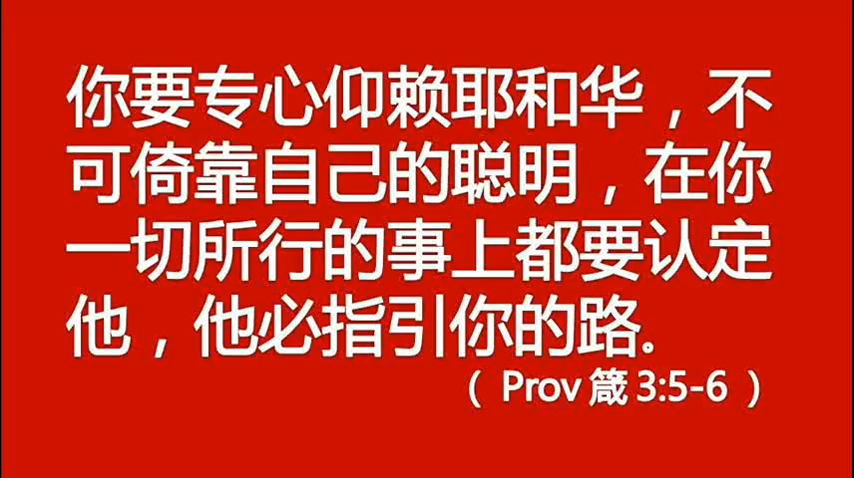 你要专心仰赖耶和华，不
可倚靠自己的聪明，在你
一切所行的事上都要认定
他，他必指引你的路。
（ Prov 箴 3:5-6 ）